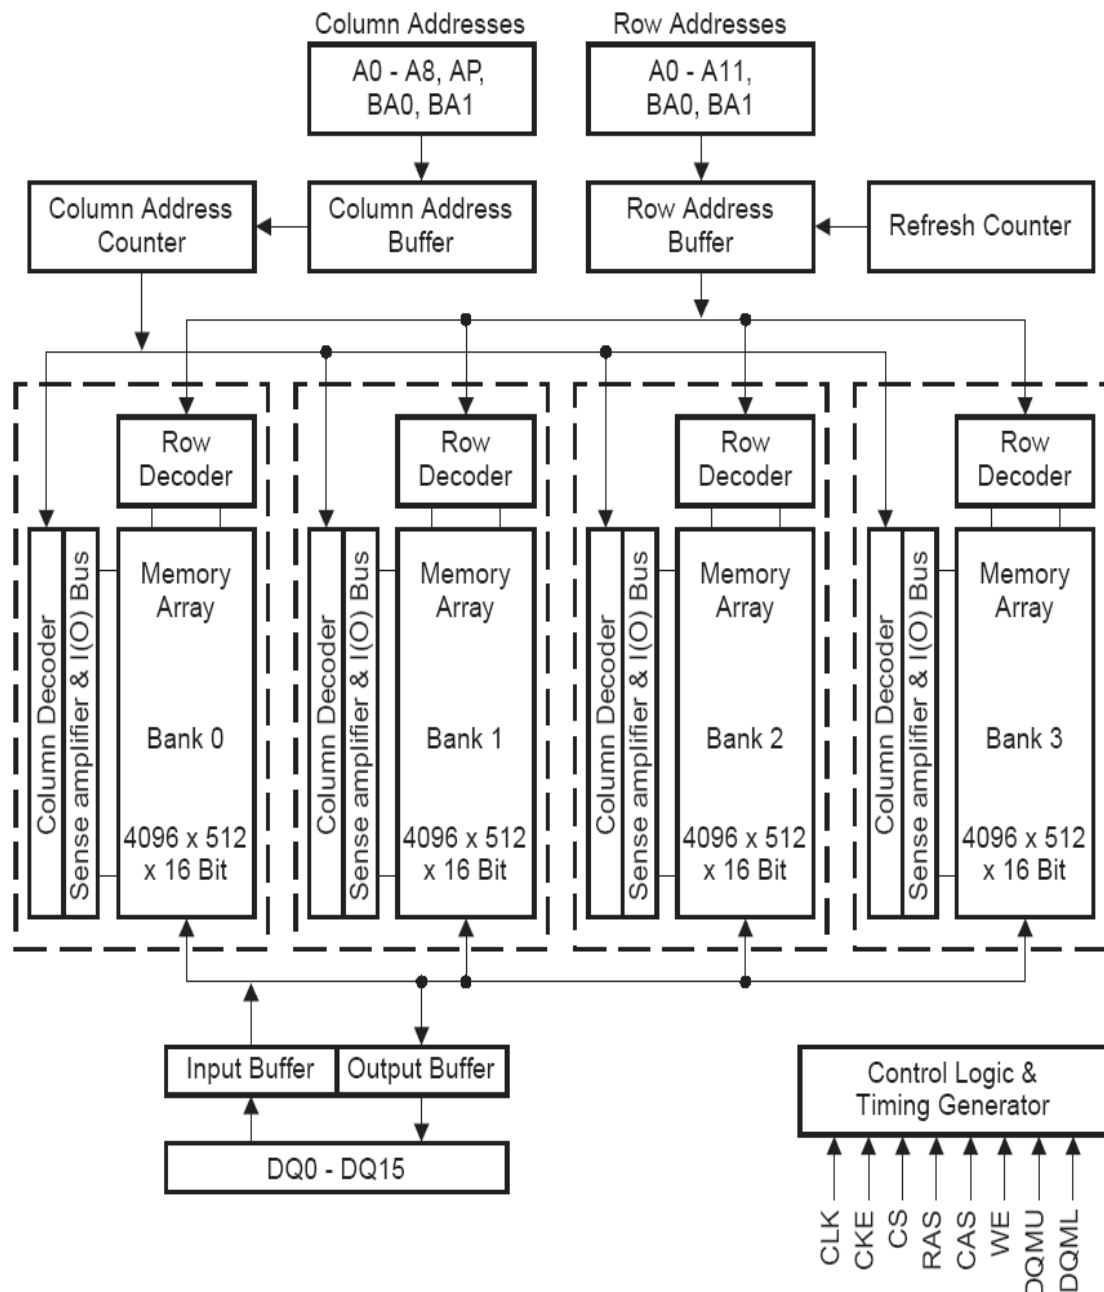 Column Addresses
Row Addresses
A0 - A8, AP,
BA0, BA1
A0 - A11,
BA0, BA1
Column Address
Counter
Column Address
Buffer
Row Address
Buffer
Refresh Counter
Row
Decoder
Row
Decoder
Row
Decoder
Row
Decoder
Column Decoder
Sense amplifier & I(O) Bus
Memory
Array
Bank 0
4096 x 512
x 16 Bit
Column Decoder
Sense amplifier & I(O) Bus
Memory
Array
Bank 1
4096 x 512
x 16 Bit
Column Decoder
Sense amplifier & I(O) Bus
Memory
Array
Bank 2
4096 x 512
x 16 Bit
Column Decoder
Sense amplifier & I(O) Bus
Memory
Array
Bank 3
4096 x 512
x 16 Bit
Input Buffer
Output Buffer
DQ0 - DQ15
Control Logic &
Timing Generator
CLK
CKE
CS
RAS
CAS
WE
DQMU
DQML